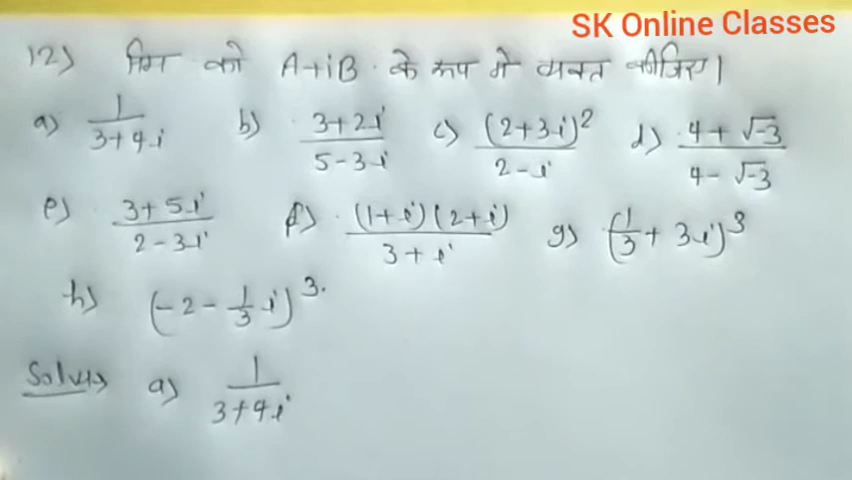 SK Online Classes
12) निम्न को A+iB के रूप में व्यक्त कीजिए।
a) 1/(3+4i) b) (3+2i)/(5-3i) c) (2+3i)²/(2-i) d) (4+√-3)/(4-√-3)
e) (3+5i)/(2-3i) f) (1+i)(2+i)/(3+i) g) (1/3+3i)³
h) (-2-1/3i)³.
Solve> a) 1/(3+4i)